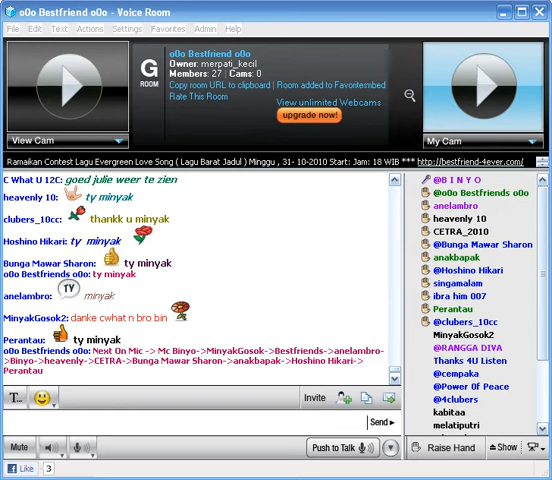 o0o Bestfriend o0o - Voice Room
File Edit Text Actions Settings Favorites Admin Help
G
ROOM
o0o Bestfriend o0o
Owner: merpati_kecil
Members: 27 | Cams: 0
Copy room URL to clipboard | Room added to Favoritesmbed
Rate This Room
View unlimited Webcams
upgrade now!
View Cam
My Cam
Ramaikan Contest Lagu Evergreen Love Song ( Lagu Barat Jadul ) Minggu , 31- 10-2010 Start: Jam: 18 WIB *** http://bestfriend-4ever.com/
C What U 12C: goed julie weer te zien
heavenly 10: ty minyak
clubers_10cc: thankk u minyak
Hoshino Hikari: ty minyak
Bunga Mawar Sharon: ty minyak
o0o Bestfriends o0o: ty minyak
anelambro: TY minyak
MinyakGosok2: danke cwhat n bro bin
Perantau: ty minyak
o0o Bestfriends o0o: Next On Mic -> Mc Binyo->MinyakGosok->Bestfriends->anelambro-
>Binyo->heavenly->CETRA->Bunga Mawar Sharon->anakbapak->Hoshino Hikari->
Perantau
@B I N Y O
@o0o Bestfriends o0o
anelambro
heavenly 10
CETRA_2010
@Bunga Mawar Sharon
anakbapak
@Hoshino Hikari
singamalam
ibra him 007
Perantau
@clubers_10cc
MinyakGosok2
@RANGGA DIVA
Thanks 4U Listen
@cempaka
@Power 0f Peace
@4clubers
kabitaa
melatiputri
T...
Invite
Send
Mute
Push to Talk
Raise Hand
Show
Like
3